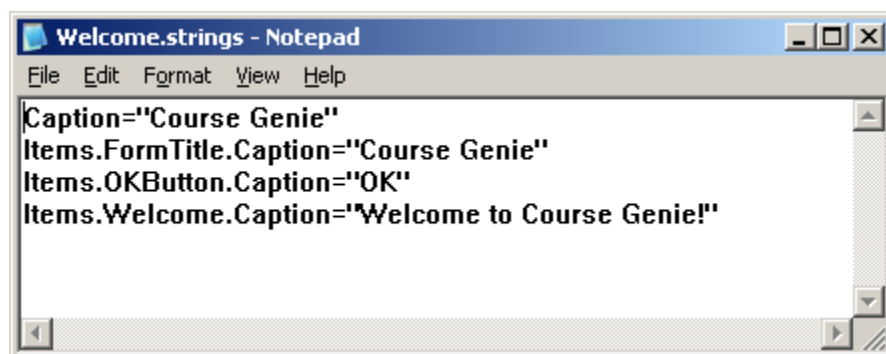 Welcome.strings - Notepad
File Edit Format View Help
Caption="Course Genie"
Items.FormTitle.Caption="Course Genie"
Items.OKButton.Caption="OK"
Items.Welcome.Caption="Welcome to Course Genie!"